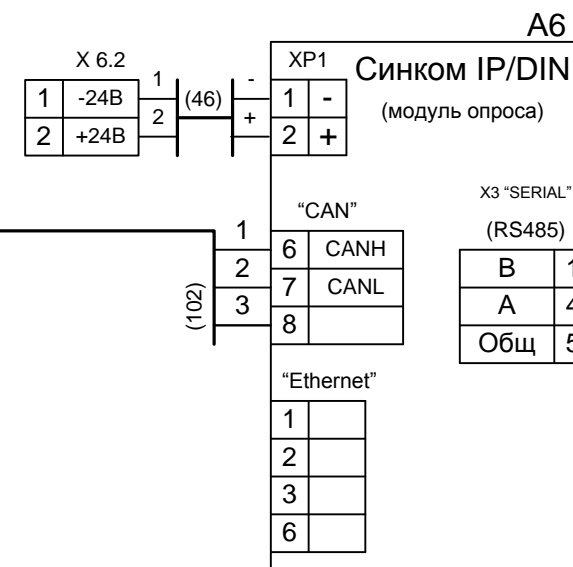 А6
X 6.2
XP1
Синком IP/DIN
(модуль опроса)
1 -24В 1 (46) - 1 -
2 +24В 2 + 2 +
X3 “SERIAL”
“CAN”
(RS485)
1 6 CANH
2 7 CANL
3 8
(102)
B
A 4
Общ 5
“Ethernet”
1
2
3
6